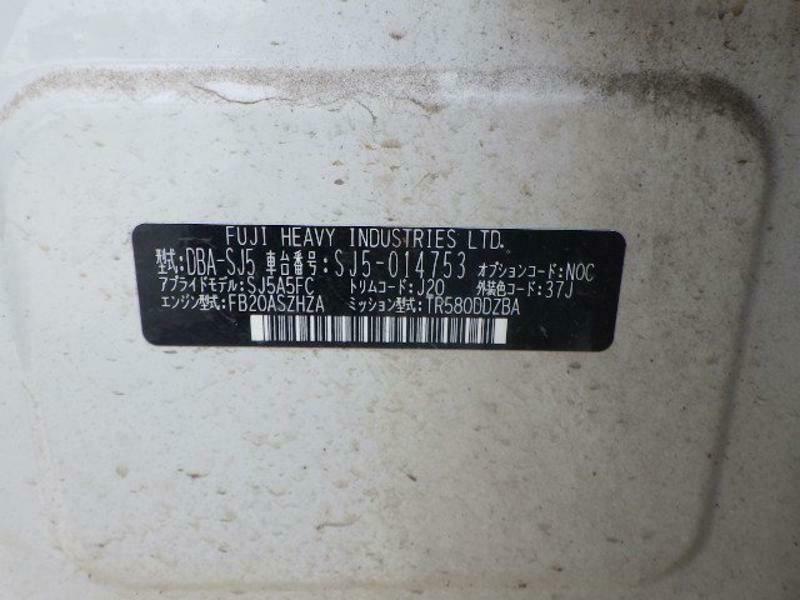 FUJI HEAVY INDUSTRIES LTD.
型式:DBA-SJ5 車台番号:SJ5-014753 オプションコード:NOC
アプライドモデル:SJ5A5FC トリムコード:J20 外装色コード:37J
エンジン型式:FB20ASZHZA ミッション型式:TR580DDZBA